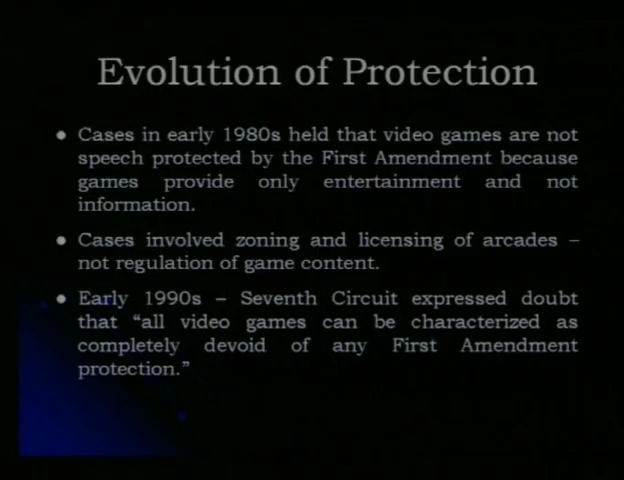 Evolution of Protection
● Cases in early 1980s held that video games are not
speech protected by the First Amendment because
games provide only entertainment and not
information.
● Cases involved zoning and licensing of arcades –
not regulation of game content.
● Early 1990s – Seventh Circuit expressed doubt
that “all video games can be characterized as
completely devoid of any First Amendment
protection.”